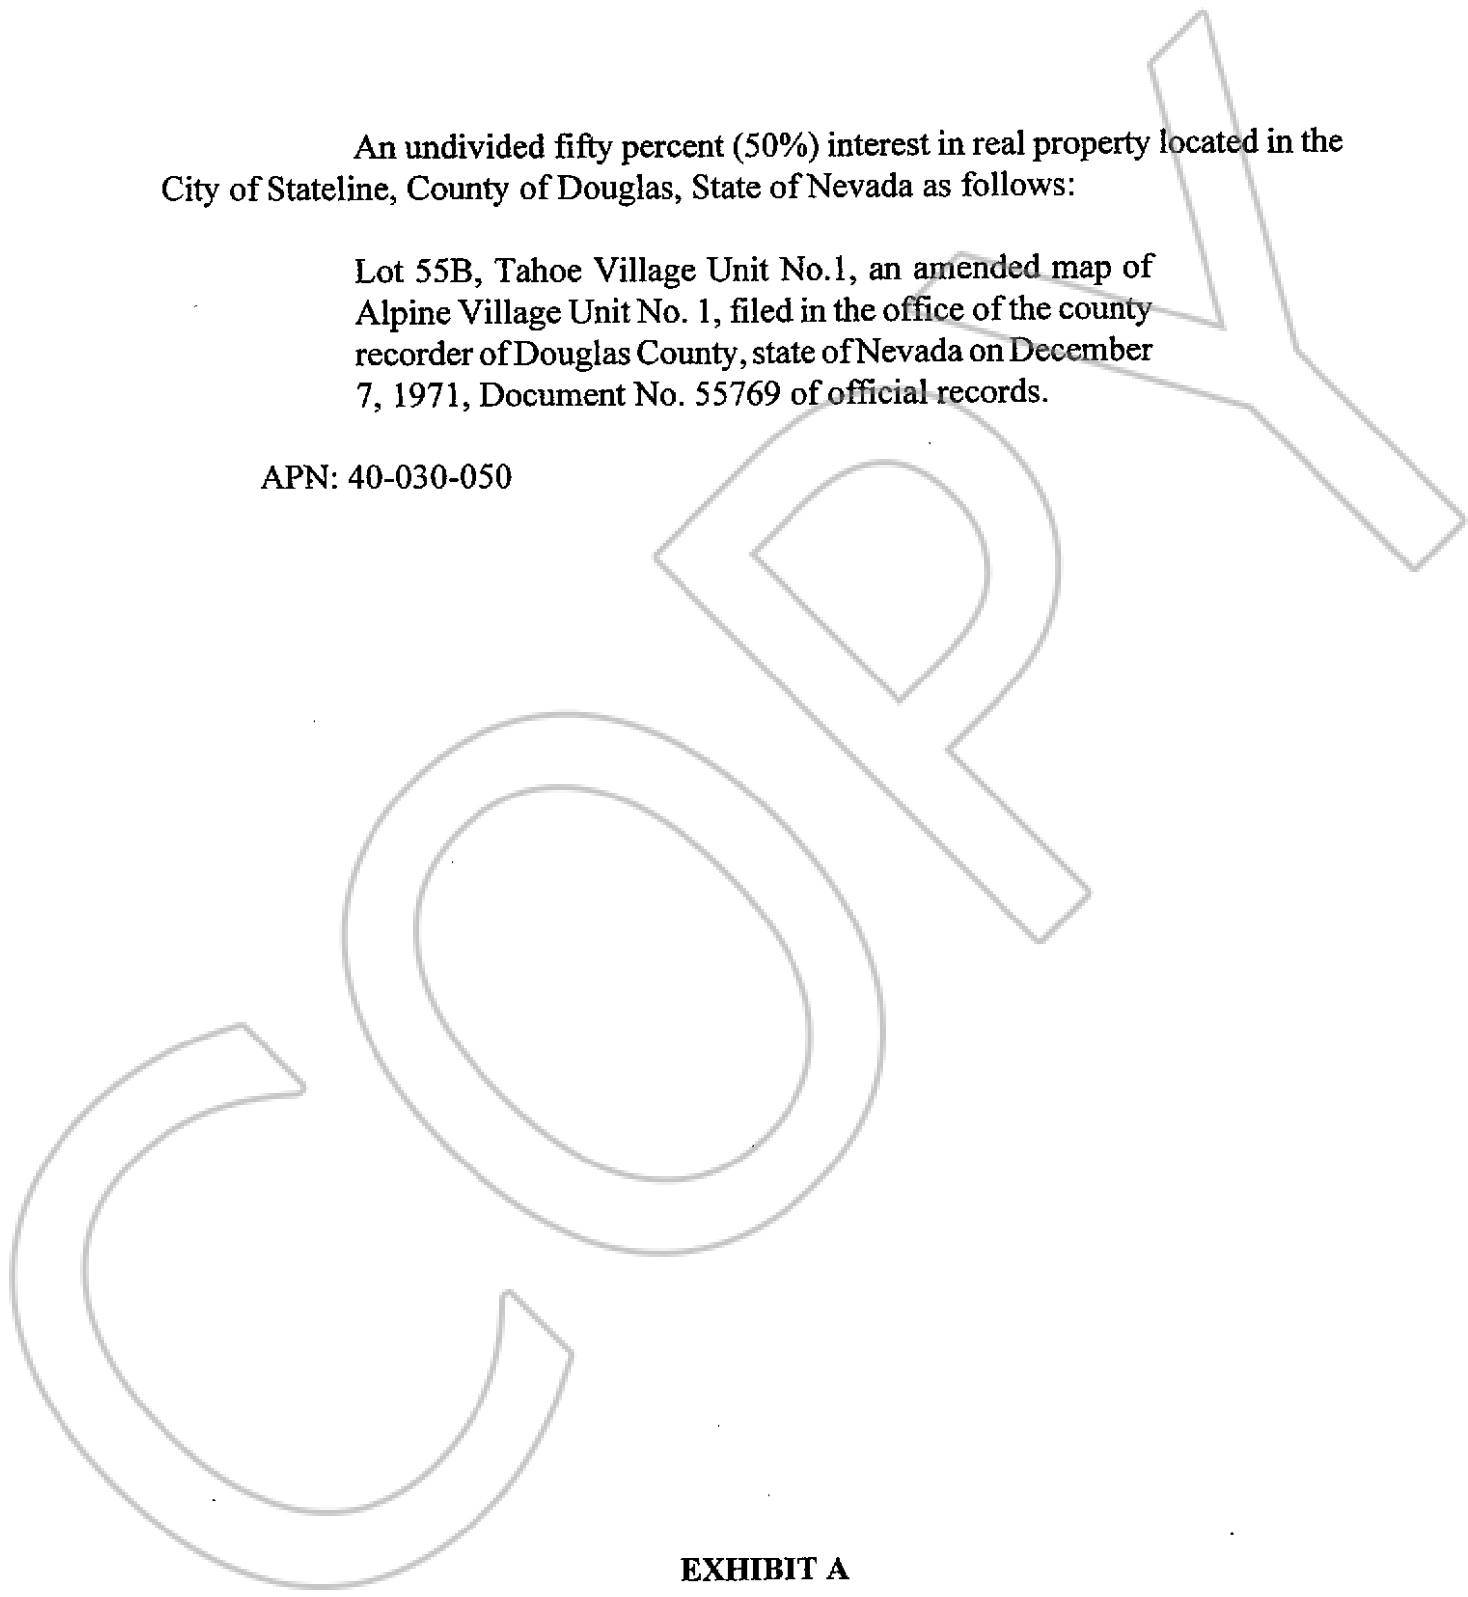 An undivided fifty percent (50%) interest in real property located in the
City of Stateline, County of Douglas, State of Nevada as follows:
Lot 55B, Tahoe Village Unit No.1, an amended map of
Alpine Village Unit No. 1, filed in the office of the county
recorder of Douglas County, state of Nevada on December
7, 1971, Document No. 55769 of official records.
APN: 40-030-050
COPY
EXHIBIT A